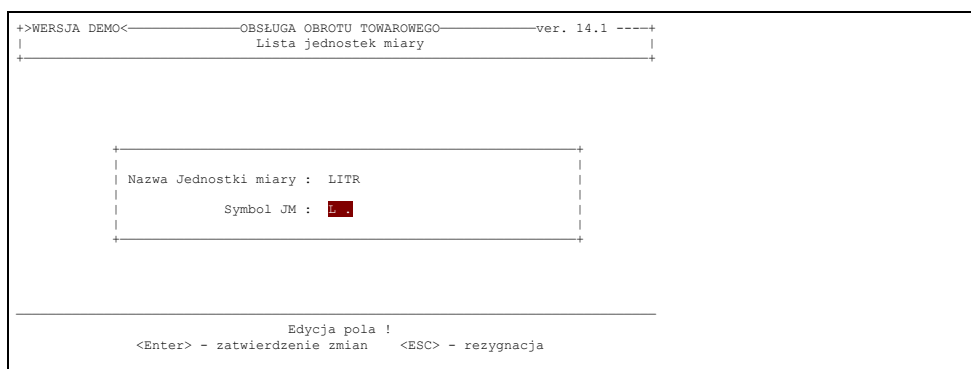 +>WERSJA DEMO<——————————————OBSŁUGA OBROTU TOWAROWEGO————————————ver. 14.1 -----+
| Lista jednostek miary |
Nazwa Jednostki miary : LITR
Symbol JM : L .
Edycja pola !
<Enter> - zatwierdzenie zmian <ESC> - rezygnacja